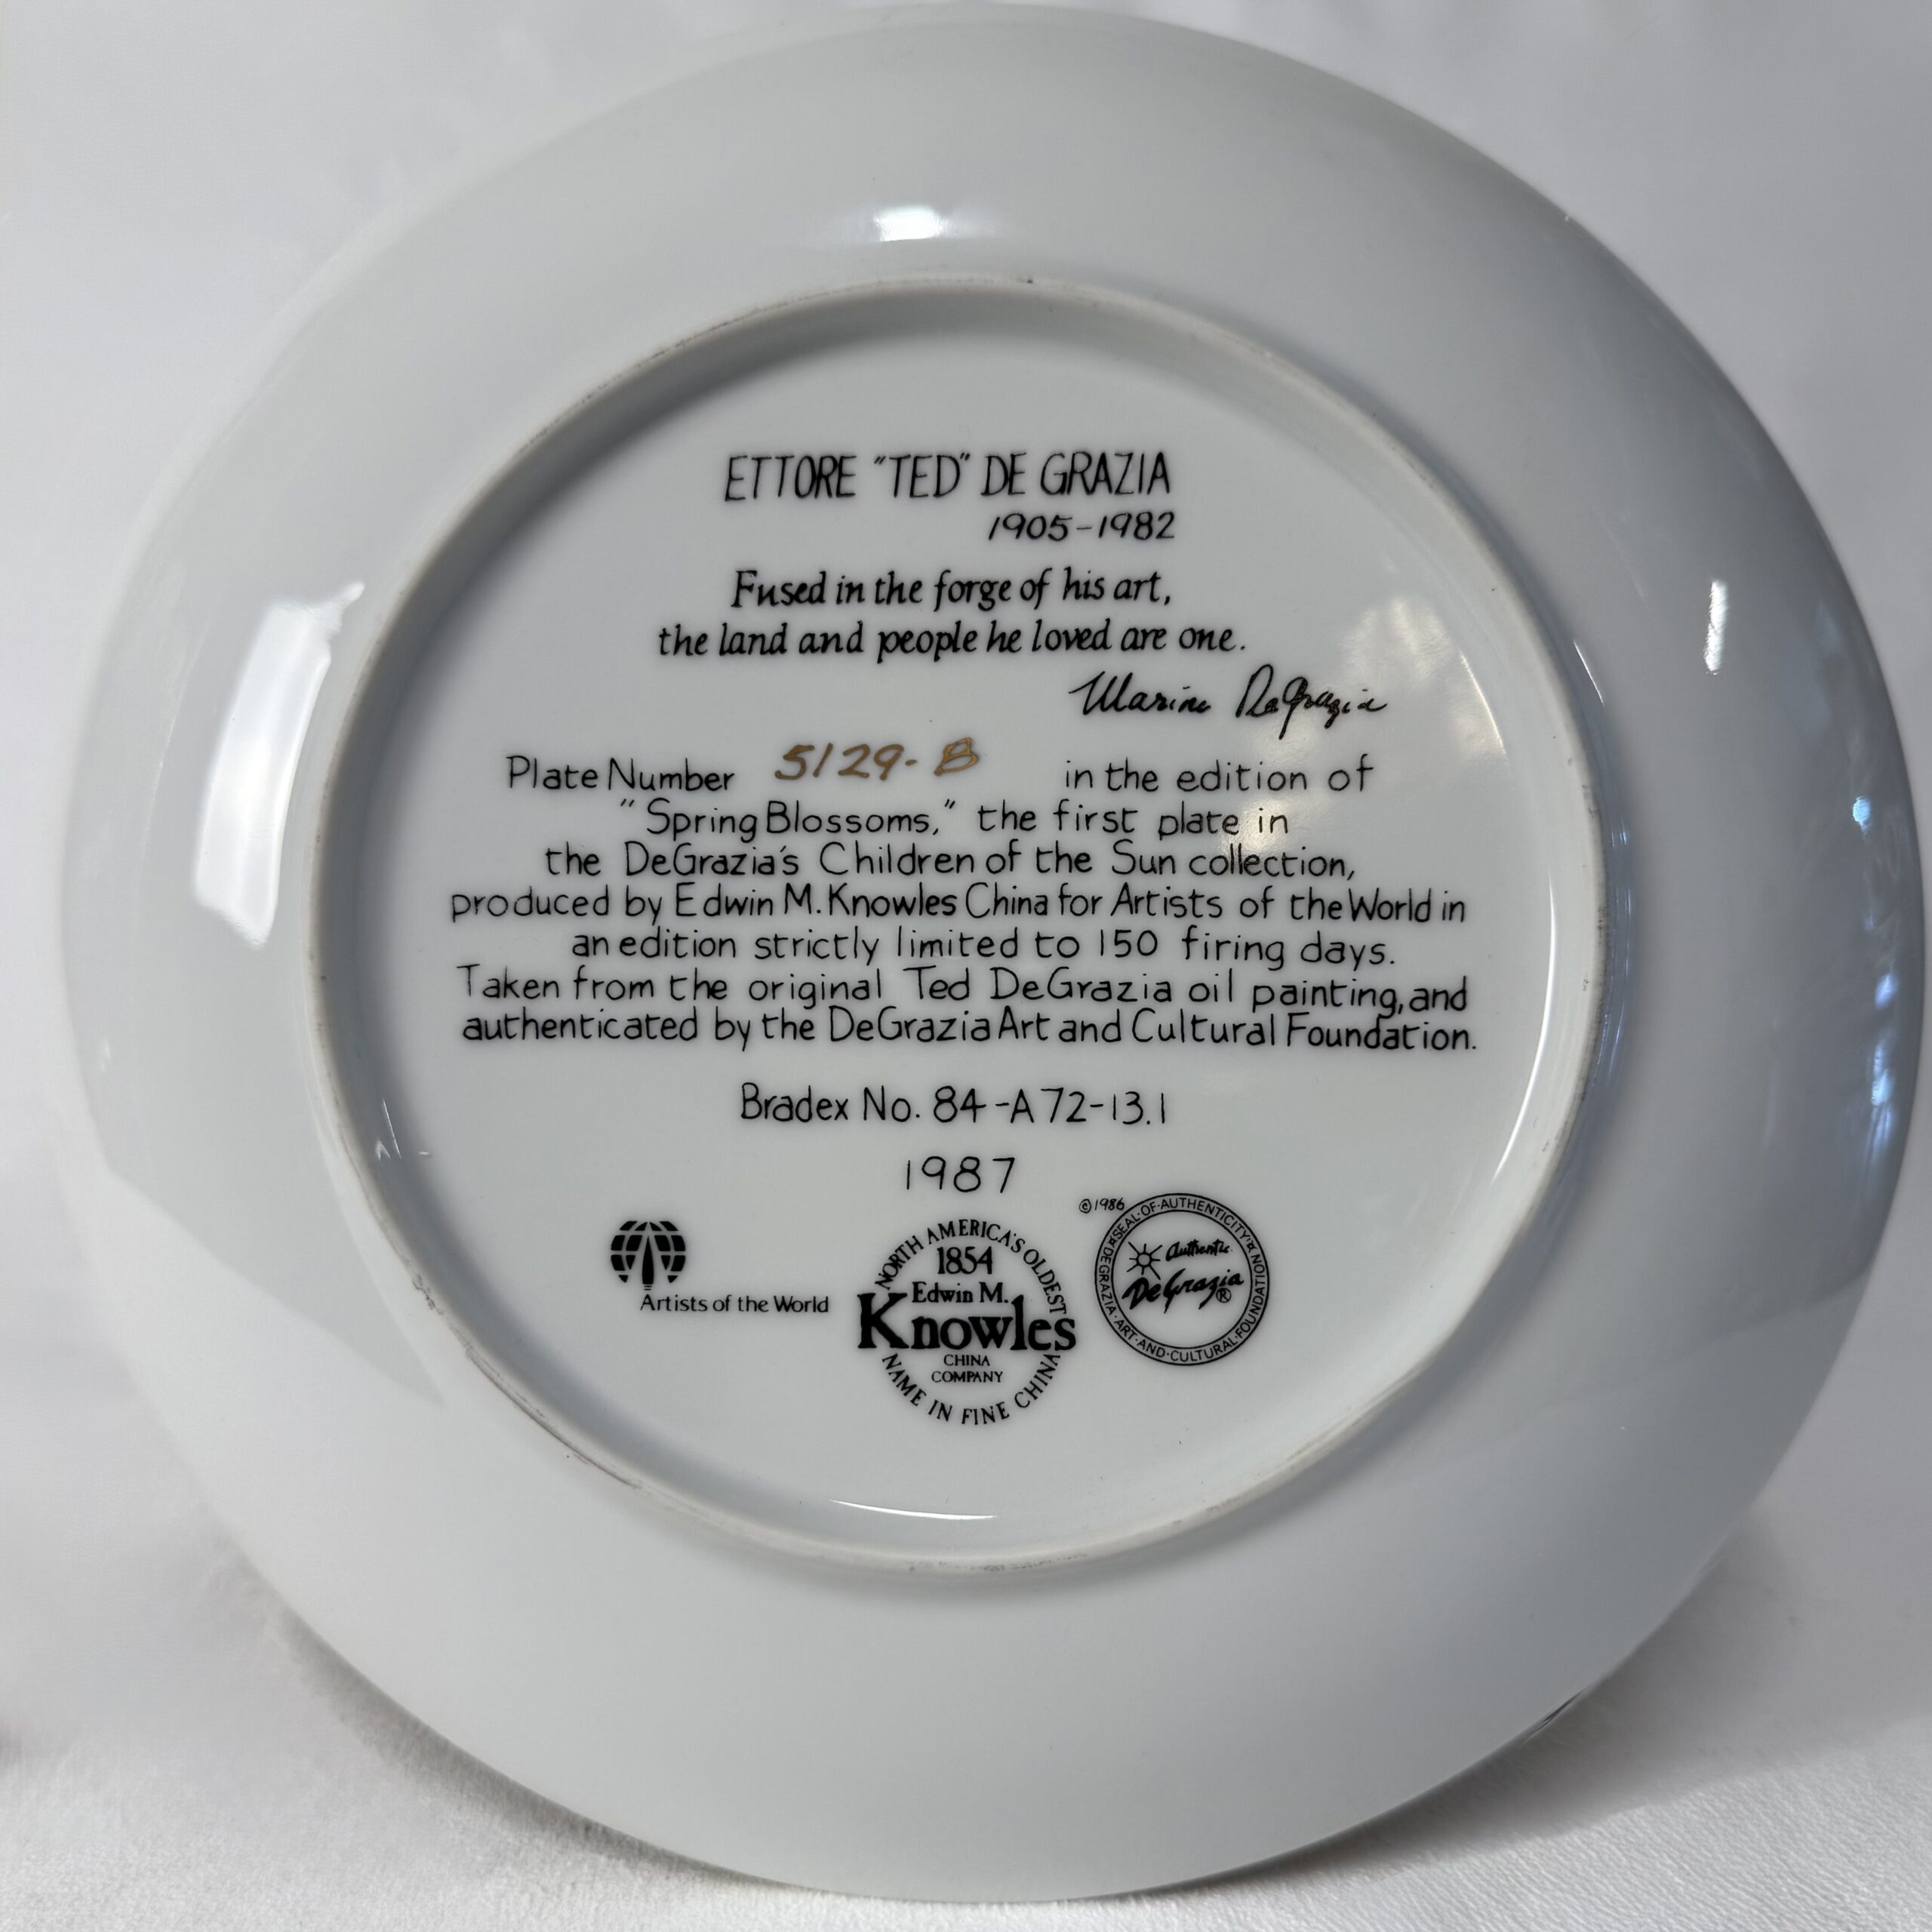 ETTORE "TED" DE GRAZIA
1905-1982
Fused in the forge of his art,
the land and people he loved are one.
Marion DeGrazia
Plate Number 5129-B in the edition of
"Spring Blossoms," the first plate in
the DeGrazia's Children of the Sun collection,
produced by Edwin M. Knowles China for Artists of the World in
an edition strictly limited to 150 firing days.
Taken from the original Ted DeGrazia oil painting, and
authenticated by the DeGrazia Art and Cultural Foundation.
Bradex No. 84-A72-13.1
1987
Artists of the World
NORTH AMERICA'S OLDEST
1854
Edwin M.
Knowles
CHINA
COMPANY
NAME IN FINE CHINA
©1986
SEAL·OF·AUTHENTICITY
Authentic
DeGrazia®
DEGRAZIA·ART·AND·CULTURAL·FOUNDATION